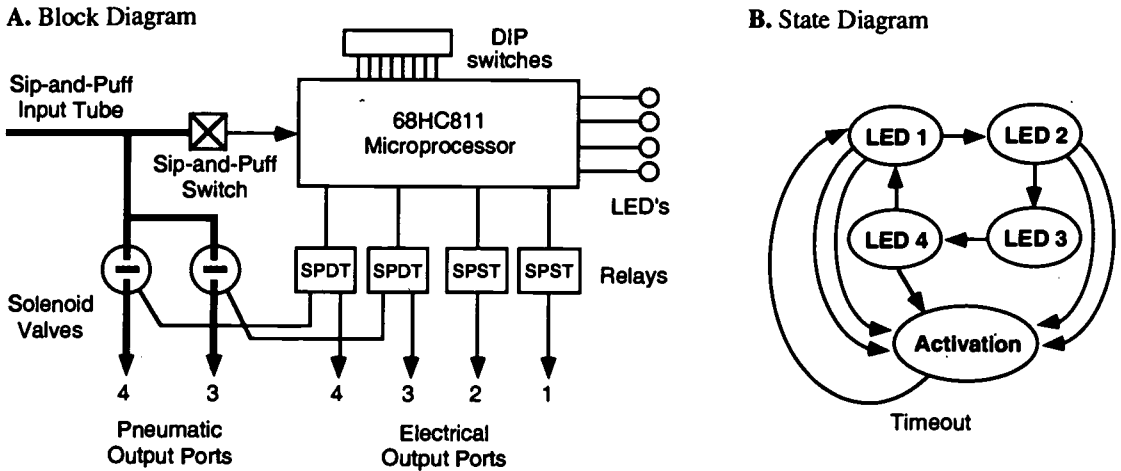 A. Block Diagram
B. State Diagram
DIP
switches
Sip-and-Puff
Input Tube
68HC811
Microprocessor
Sip-and-Puff
Switch
LED's
SPDT
SPDT
SPST
SPST
Relays
Solenoid
Valves
4
3
4
3
2
1
Pneumatic
Output Ports
Electrical
Output Ports
LED 1
LED 2
LED 4
LED 3
Activation
Timeout